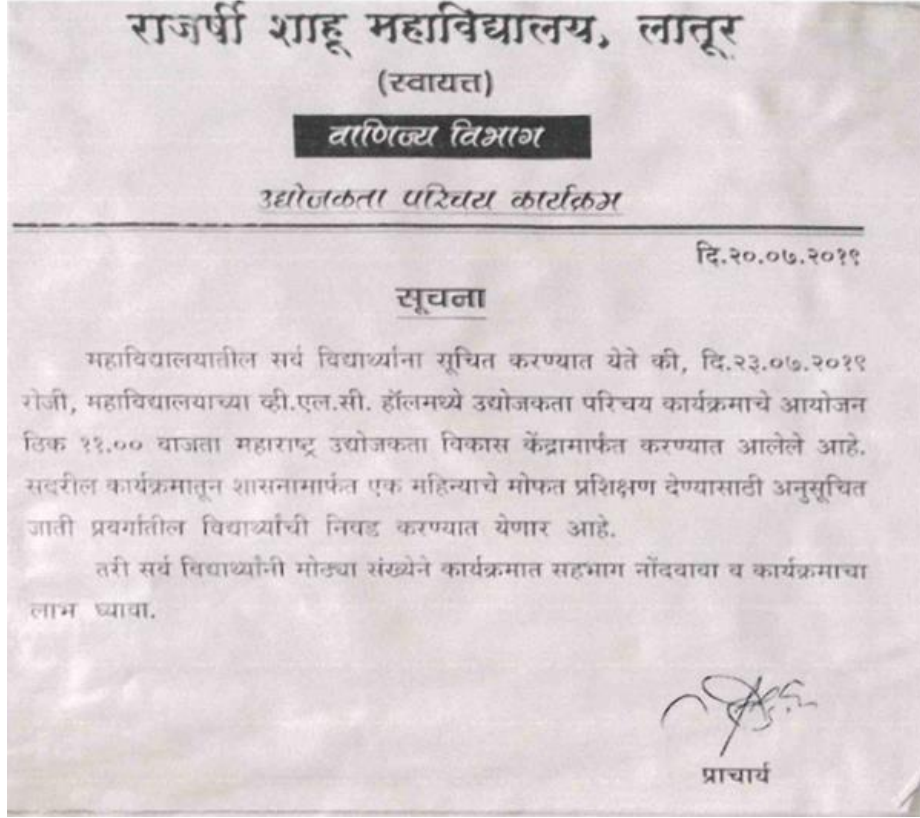 राजर्षी शाहू महाविद्यालय, लातूर
(स्वायत्त)
वाणिज्य विभाग
उद्योजकता परिचय कार्यक्रम
दि.२०.०७.२०१९
सूचना
महाविद्यालयातील सर्व विद्यार्थ्यांना सूचित करण्यात येते की, दि.२३.०७.२०१९
रोजी, महाविद्यालयाच्या व्ही.एल.सी. हॉलमध्ये उद्योजकता परिचय कार्यक्रमाचे आयोजन
ठिक ११.०० वाजता महाराष्ट्र उद्योजकता विकास केंद्रामार्फत करण्यात आलेले आहे.
सदरील कार्यक्रमातून शासनामार्फत एक महिन्याचे मोफत प्रशिक्षण देण्यासाठी अनुसूचित
जाती प्रवर्गातील विद्यार्थ्यांची निवड करण्यात येणार आहे.
तरी सर्व विद्यार्थ्यांनी मोठ्या संख्येने कार्यक्रमात सहभाग नोंदवावा व कार्यक्रमाचा
लाभ घ्यावा.
प्राचार्य